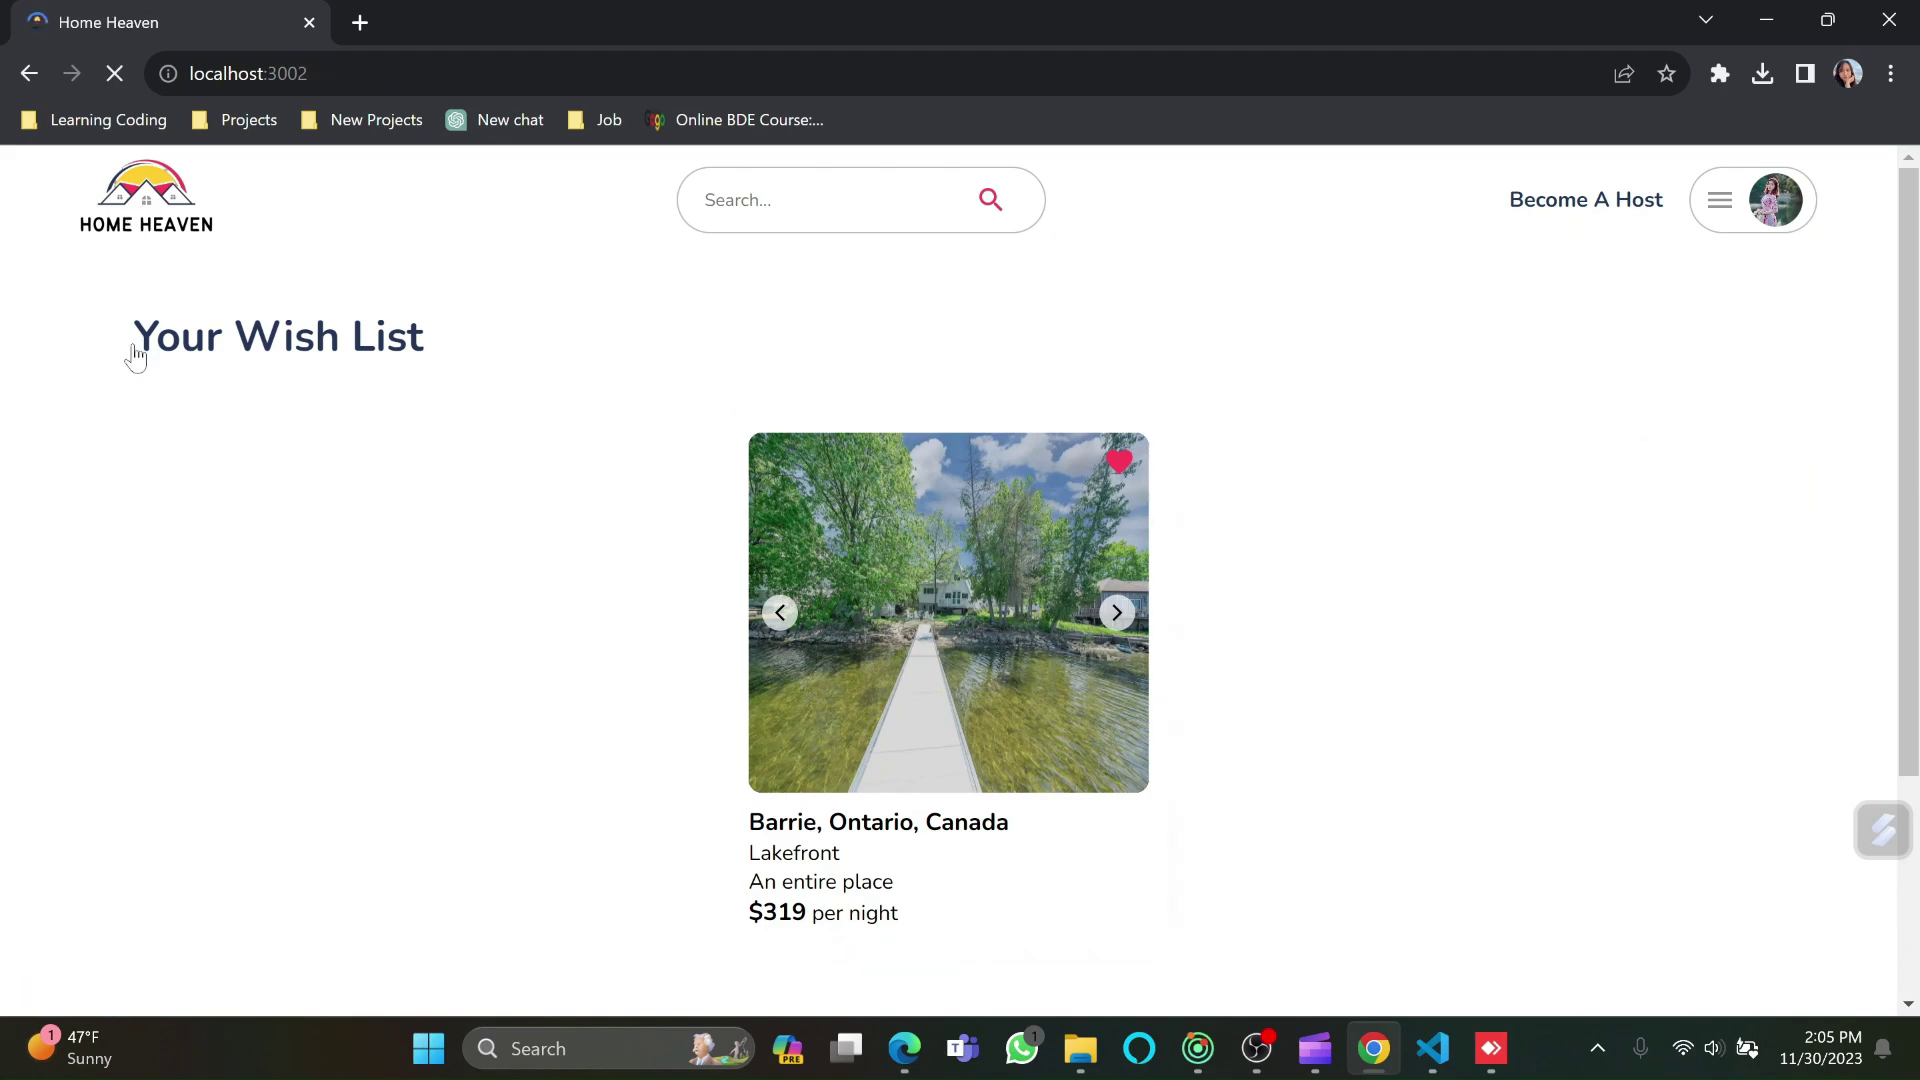 Home Heaven
localhost:3002
Learning Coding
Projects
New Projects
New chat
Job
Online BDE Course:...
HOME HEAVEN
Search...
Become A Host
Your Wish List
Barrie, Ontario, Canada
Lakefront
An entire place
$319 per night
1
47°F
Sunny
Search
PRE
T
1
2:05 PM
11/30/2023